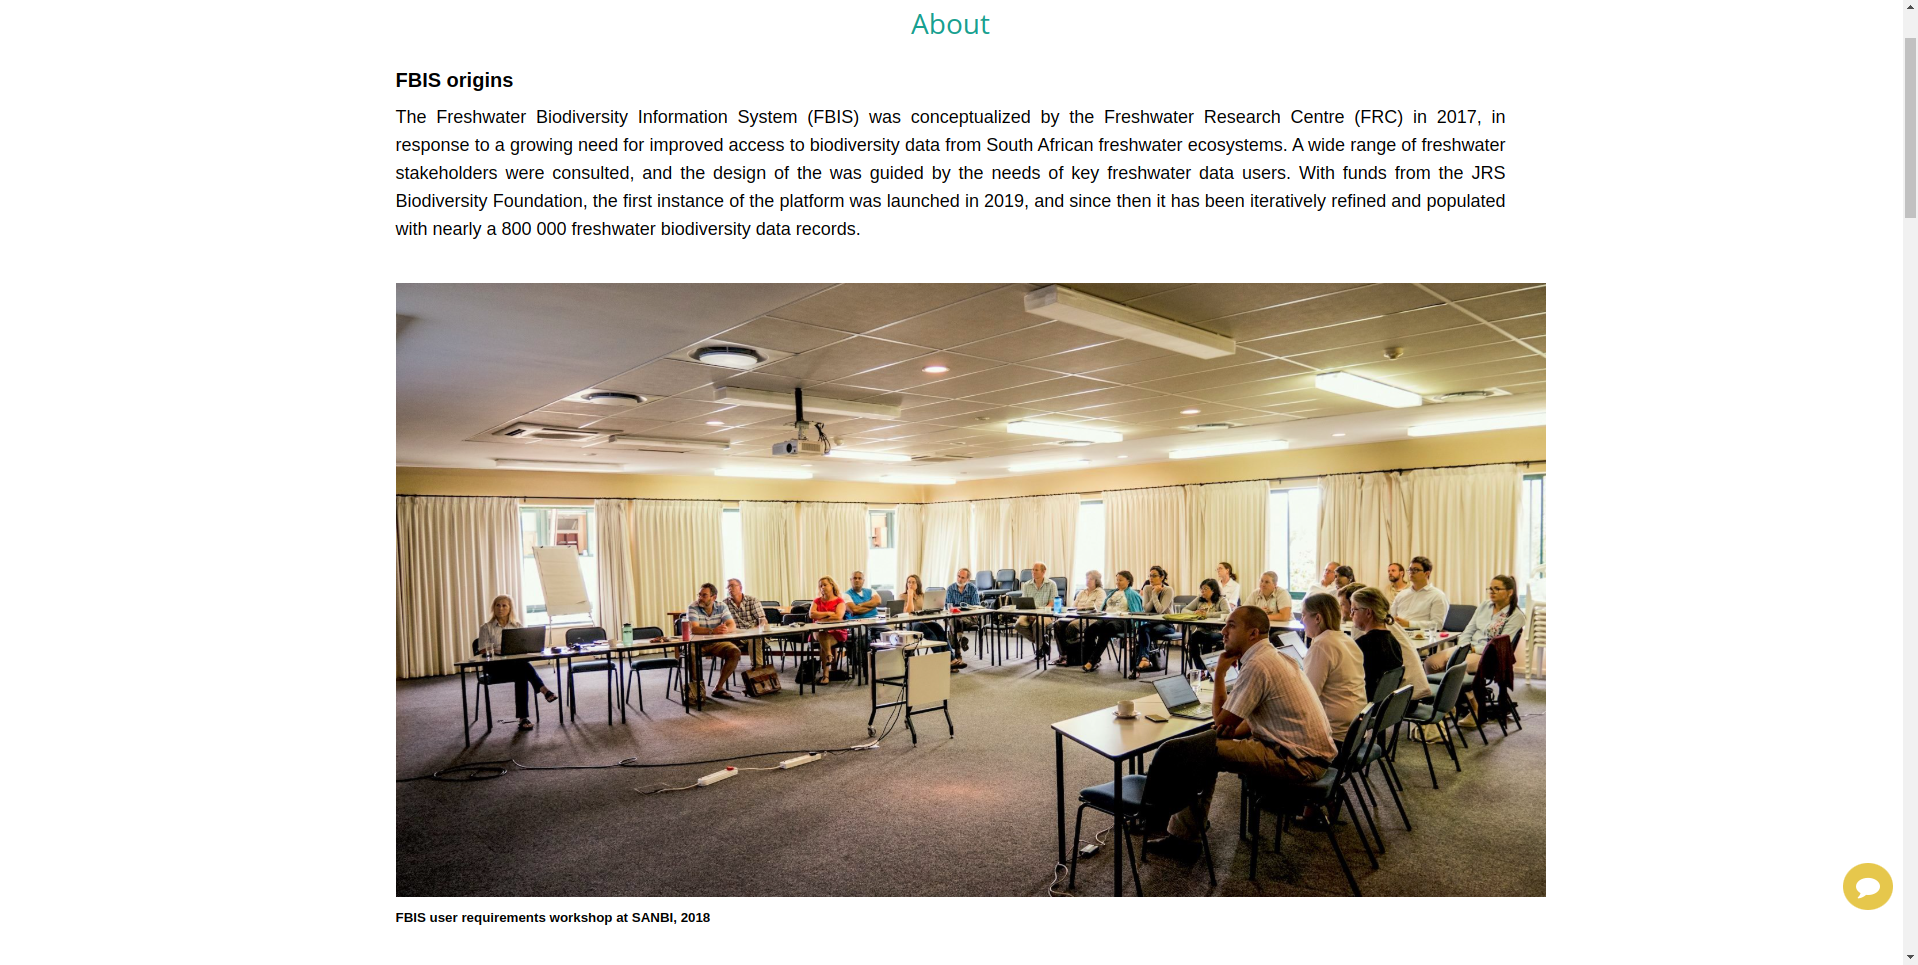 About
FBIS origins
The Freshwater Biodiversity Information System (FBIS) was conceptualized by the Freshwater Research Centre (FRC) in 2017, in
response to a growing need for improved access to biodiversity data from South African freshwater ecosystems. A wide range of freshwater
stakeholders were consulted, and the design of the was guided by the needs of key freshwater data users. With funds from the JRS
Biodiversity Foundation, the first instance of the platform was launched in 2019, and since then it has been iteratively refined and populated
with nearly a 800 000 freshwater biodiversity data records.
FBIS user requirements workshop at SANBI, 2018